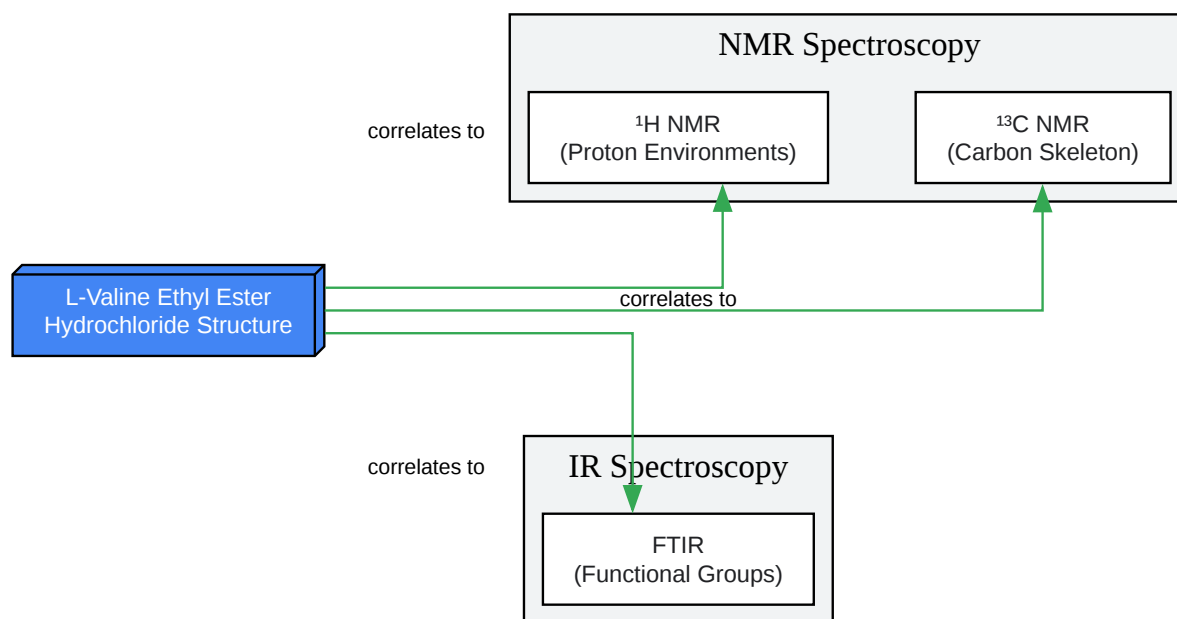 NMR Spectroscopy
correlates to
¹H NMR
(Proton Environments)
¹³C NMR
(Carbon Skeleton)
L-Valine Ethyl Ester
Hydrochloride Structure
correlates to
correlates to
IR Spectroscopy
FTIR
(Functional Groups)